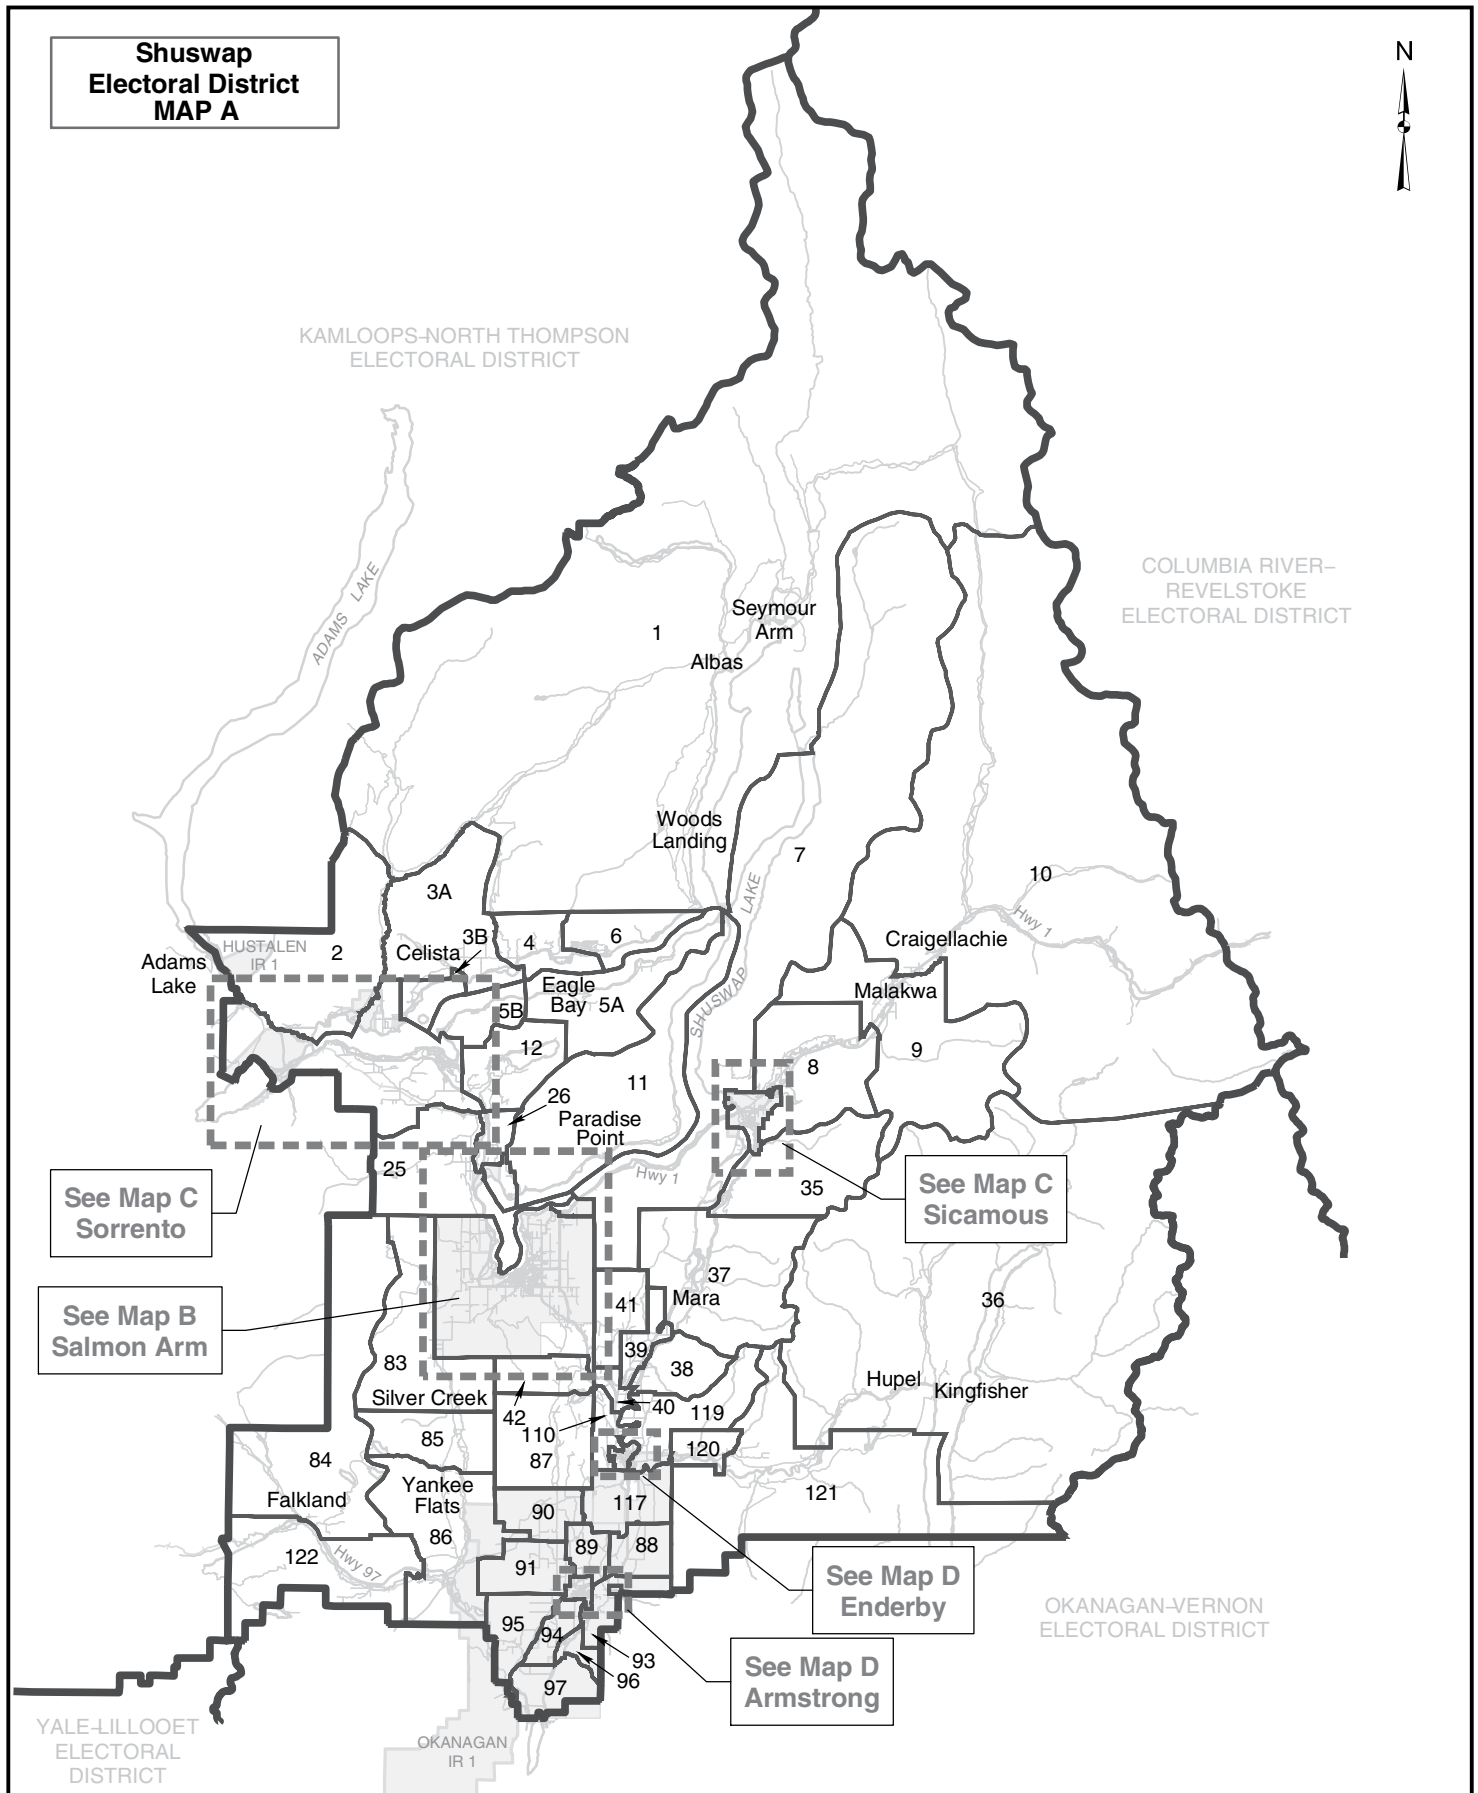 Shuswap
Electoral District
MAP A
N
KAMLOOPS–NORTH THOMPSON
ELECTORAL DISTRICT
COLUMBIA RIVER–
REVELSTOKE
ELECTORAL DISTRICT
ADAMS LAKE
Seymour
Arm
1
Albas
Woods
Landing
7
10
3A
LAKE
Hwy 1
3B
4
6
Craigellachie
HUSTALEN
IR 1
2
Celista
Adams
Lake
Eagle
Bay
5A
5B
SHUSWAP
Malakwa
12
9
8
11
26
Paradise
Point
25
Hwy 1
35
See Map C
Sorrento
See Map C
Sicamous
37
Mara
36
41
See Map B
Salmon Arm
39
38
83
Silver Creek
Hupel
Kingfisher
42
40
119
110
85
120
84
87
Yankee
Flats
121
Falkland
90
117
86
122
Hwy 97
89
88
91
See Map D
Enderby
OKANAGAN–VERNON
ELECTORAL DISTRICT
95
94
93
96
See Map D
Armstrong
97
YALE–LILLOOET
ELECTORAL
DISTRICT
OKANAGAN
IR 1